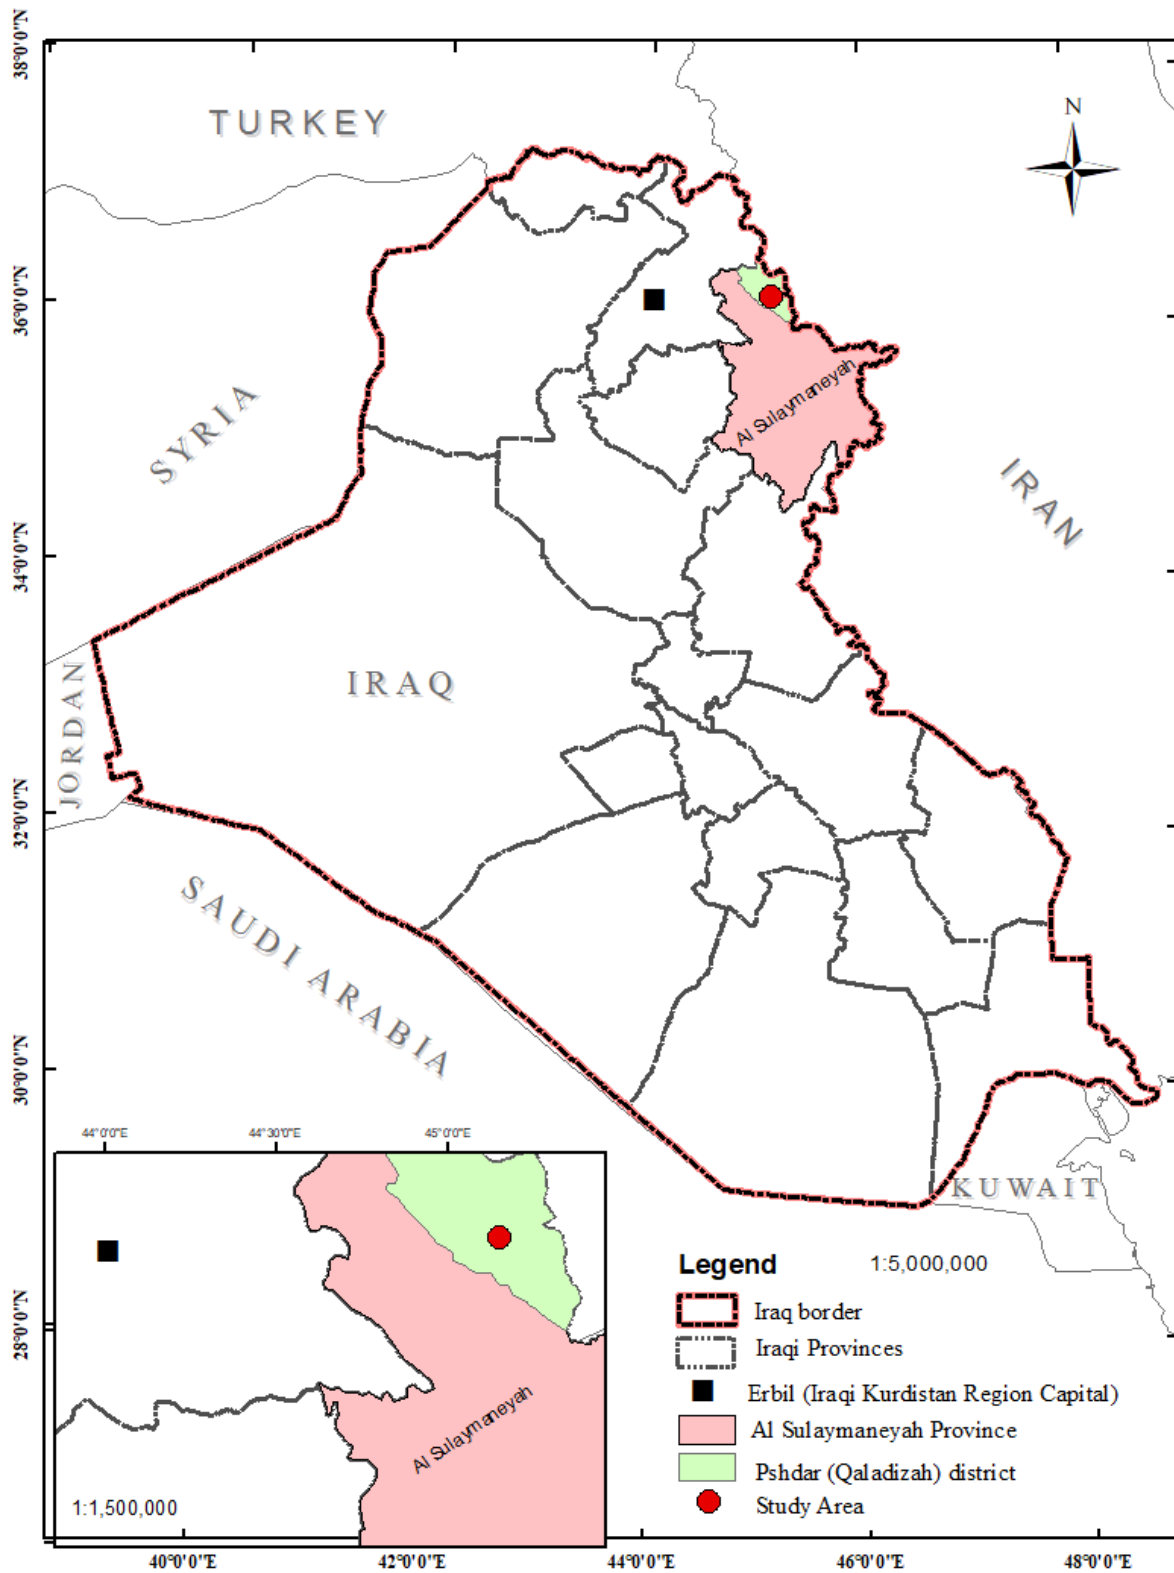 38°0'0"N
TURKEY
N
36°0'0"N
SYRIA
Al Sulaymaneyah
IRAN
34°0'0"N
IRAQ
JORDAN
32°0'0"N
SAUDI ARABIA
30°0'0"N
KUWAIT
44°0'0"E
44°30'0"E
45°0'0"E
28°0'0"N
Al Sulaymaneyah
1:1,500,000
Legend
1:5,000,000
Iraq border
Iraqi Provinces
Erbil (Iraqi Kurdistan Region Capital)
Al Sulaymaneyah Province
Pshdar (Qaladizah) district
Study Area
40°0'0"E
42°0'0"E
44°0'0"E
46°0'0"E
48°0'0"E